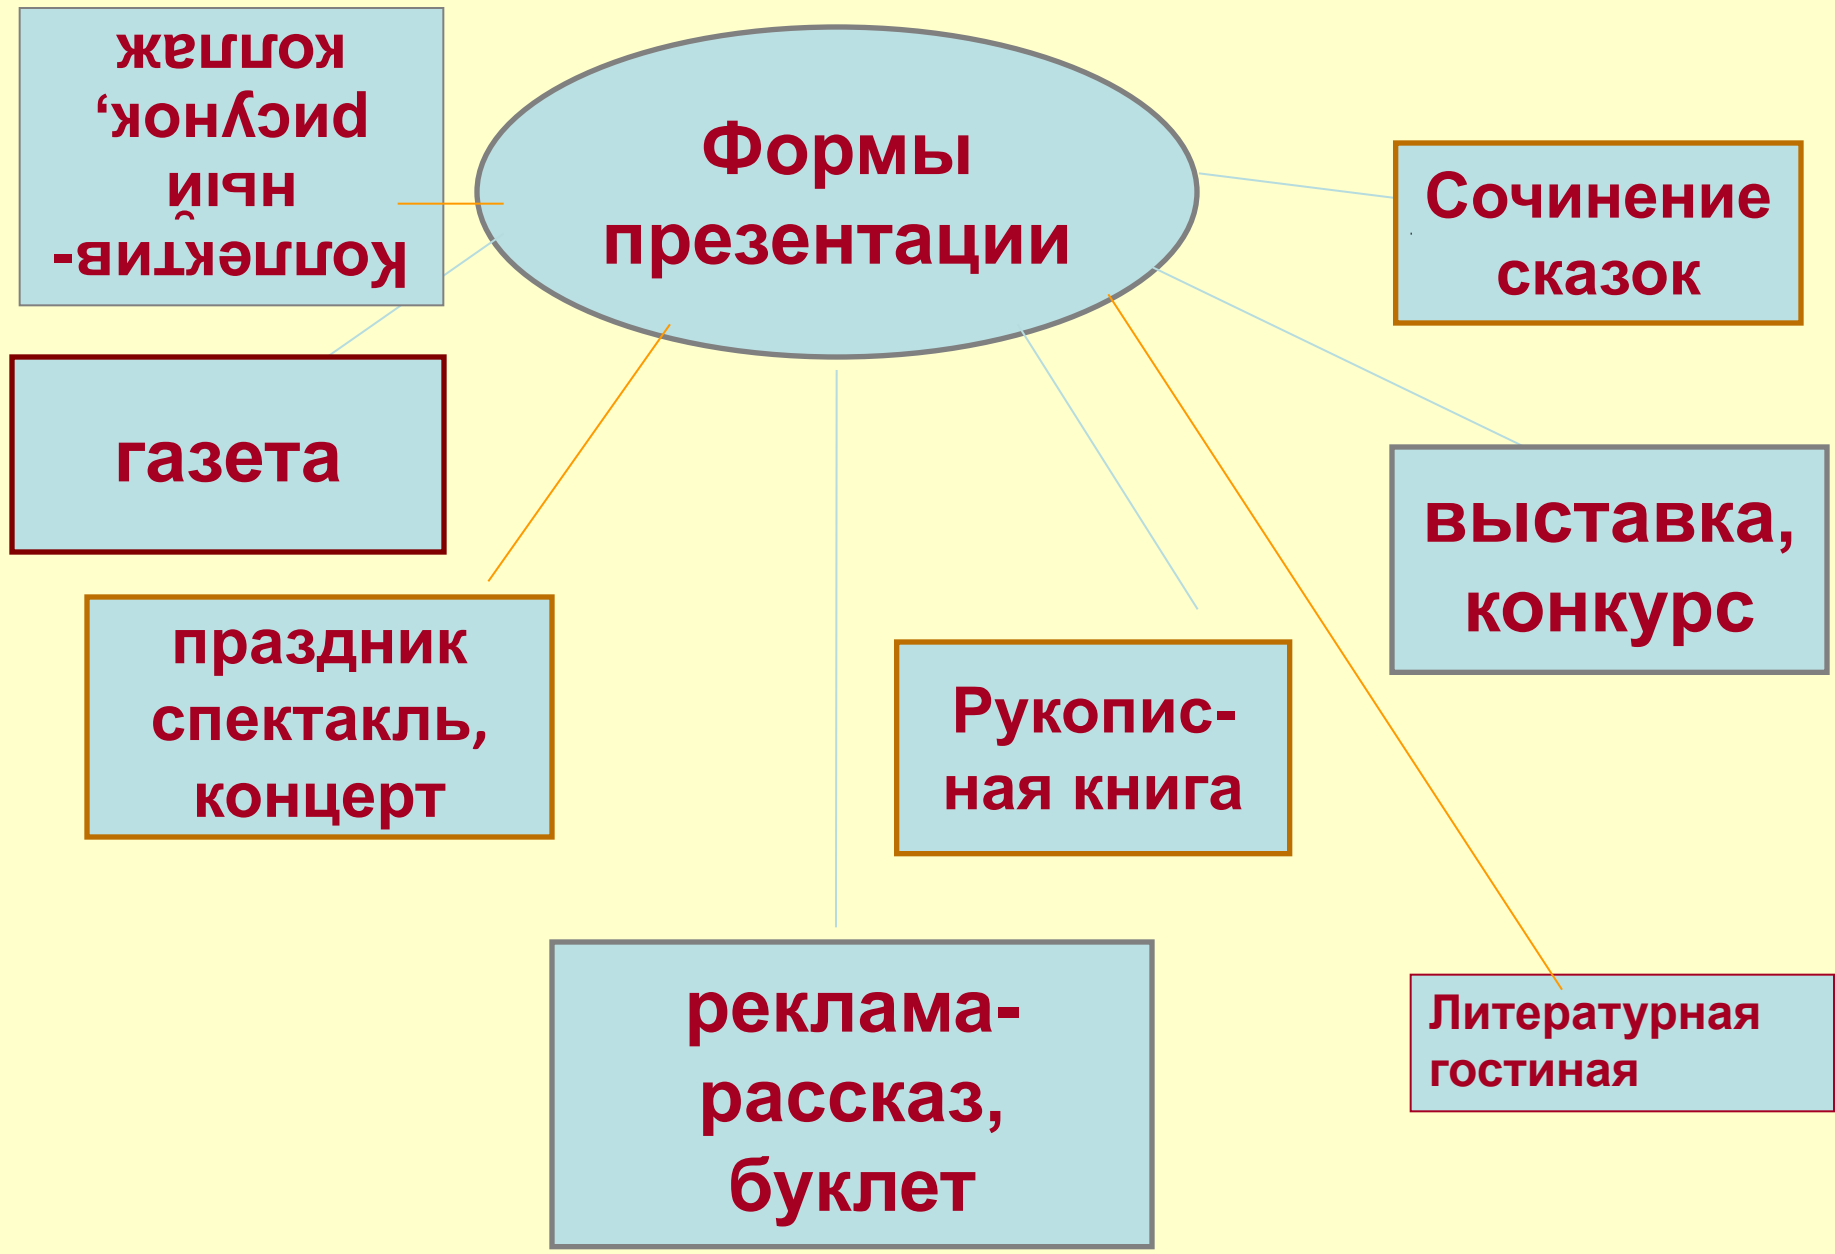 Коллектив-
ный
рисунок,
коллаж
Формы
презентации
Сочинение
сказок
газета
выставка,
конкурс
праздник
спектакль,
концерт
Рукопис-
ная книга
реклама-
рассказ,
буклет
Литературная
гостиная